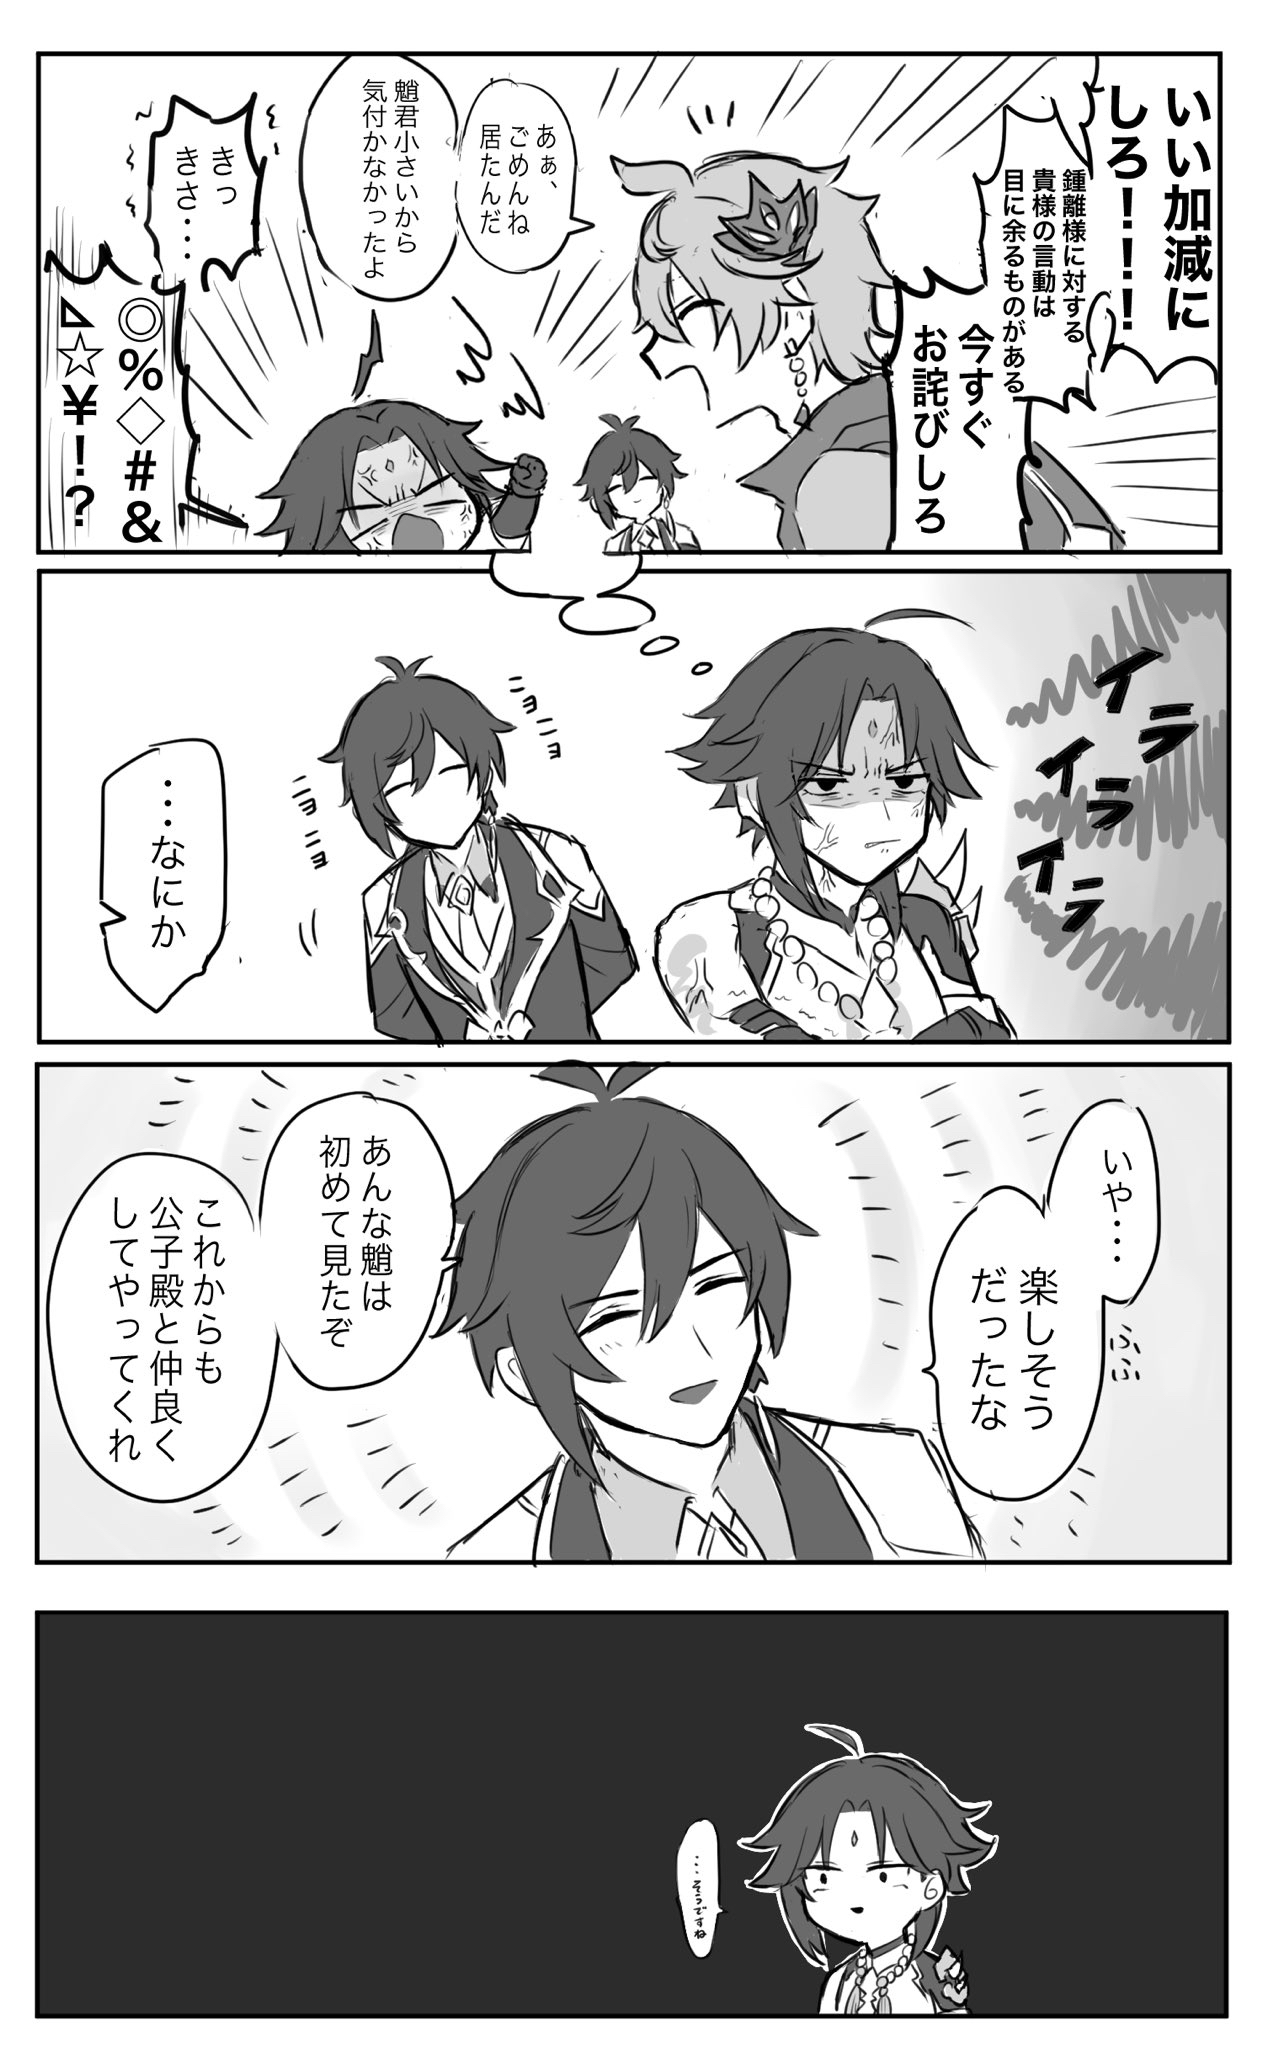 いい加減に
しろ！！！
鍾離様に対する
貴様の言動は
目に余るものがある
今すぐ
お詫びしろ
あぁ、
ごめんね
居たんだ
魈君小さいから
気付かなかったよ
きっ
きさ・・・
◎%◇#&
⊿☆¥！？
イライライラ
ニョニョ
ニョニョ
・・・なにか
いや・・・
楽しそう
だったな
ふふ
あんな魈は
初めて見たぞ
これからも
公子殿と仲良く
してやってくれ
・・・そうですね